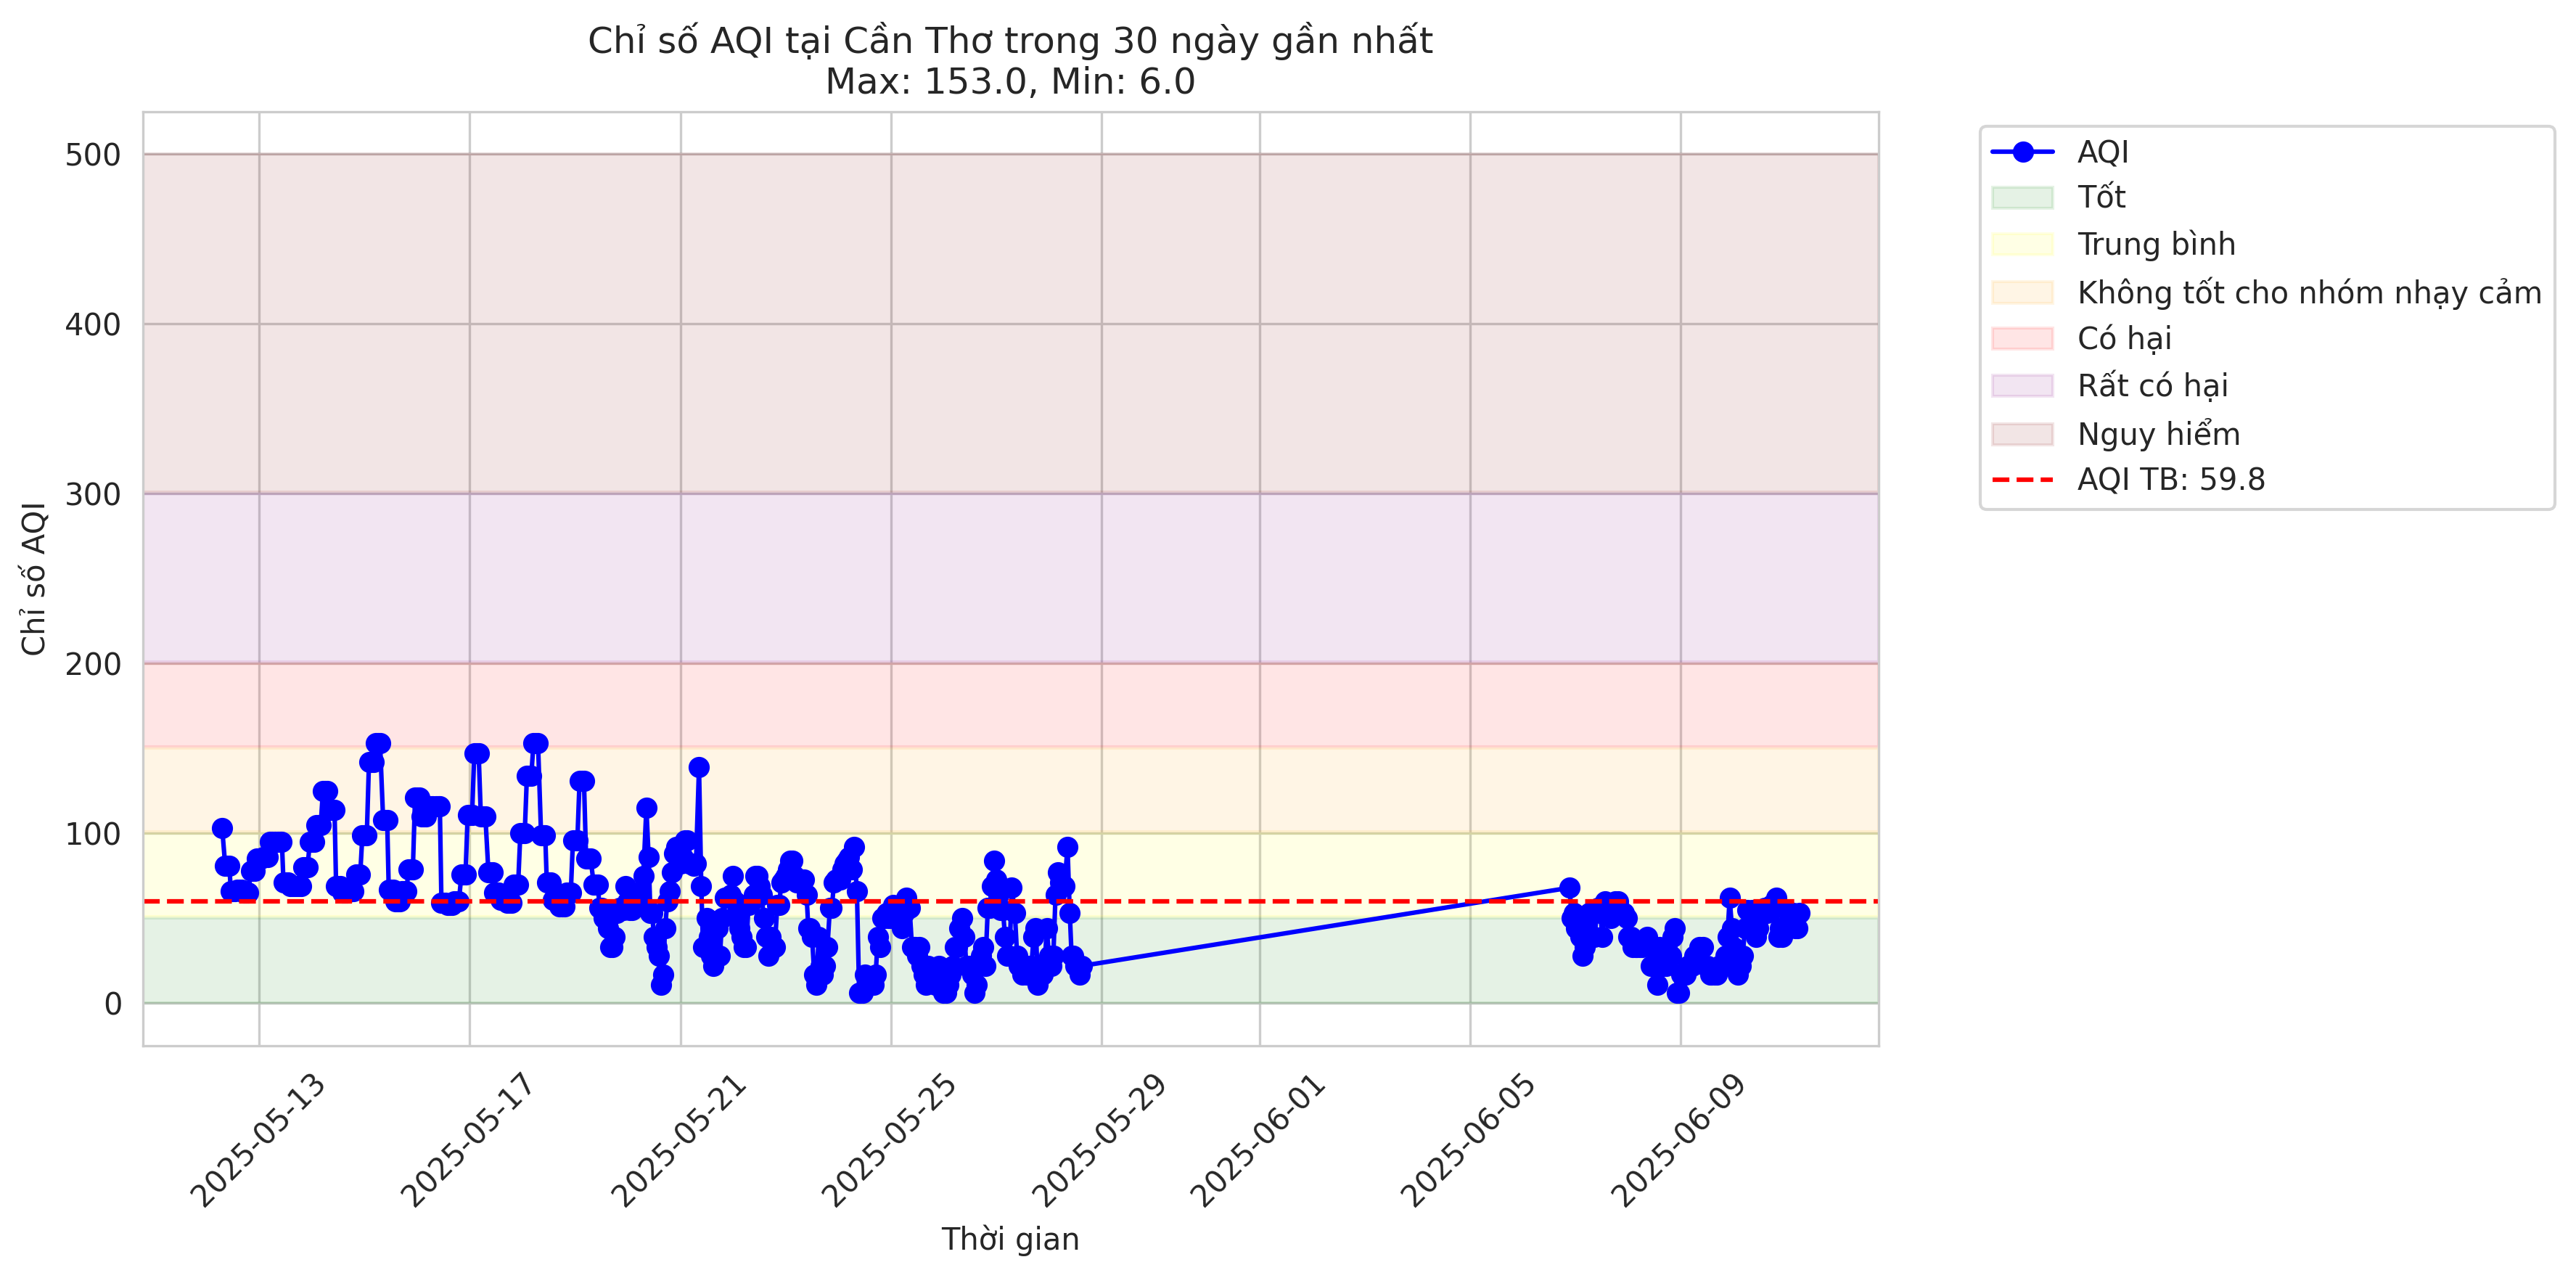 Chỉ số AQI tại Cần Thơ trong 30 ngày gần nhất
Max: 153.0, Min: 6.0
Chỉ số AQI
500
400
300
200
100
0
2025-05-13
2025-05-17
2025-05-21
2025-05-25
2025-05-29
2025-06-01
2025-06-05
2025-06-09
Thời gian
AQI
Tốt
Trung bình
Không tốt cho nhóm nhạy cảm
Có hại
Rất có hại
Nguy hiểm
AQI TB: 59.8